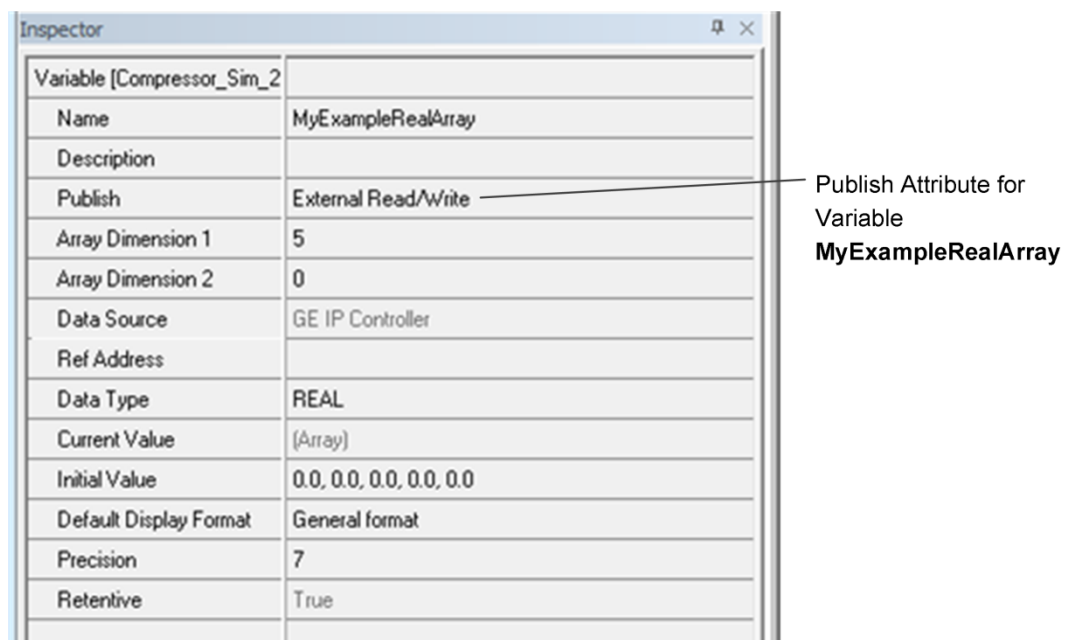 Inspector
Variable [Compressor_Sim_2
Name MyExampleRealArray
Description
Publish External Read/Write
Array Dimension 1 5
Array Dimension 2 0
Data Source GE IP Controller
Ref Address
Data Type REAL
Current Value (Array)
Initial Value 0.0, 0.0, 0.0, 0.0, 0.0
Default Display Format General format
Precision 7
Retentive True
Publish Attribute for
Variable
MyExampleRealArray